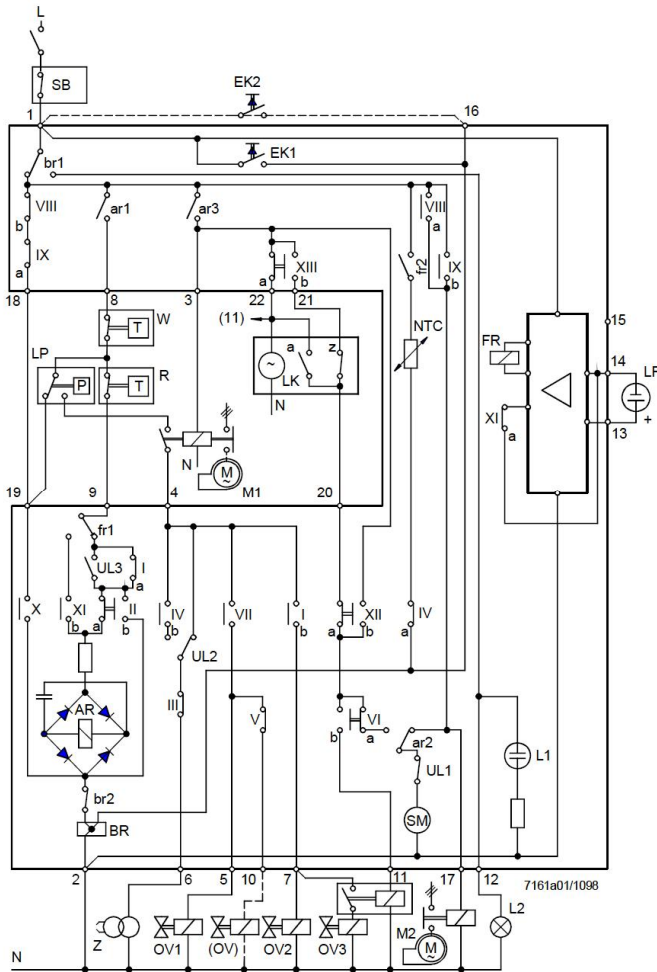 L
SB
EK2
1
16
EK1
br1
VIII
b
ar1
ar3
VIII
a
IX
a
XIII
a
b
fr2
IX
b
18
8
3
22
21
15
W
T
(11)
NTC
FR
14
LP
P
R
T
a
z
~
LK
N
XI
a
LF
+
13
N
M
~
M1
19
9
4
20
fr1
UL3
I
a
X
XI
b
a
II
b
IV
b
VII
I
b
a
XII
b
IV
a
UL2
III
V
VI
b
a
ar2
UL1
L1
AR
br2
BR
SM
2
6
5
10
7
11
17
12
7161a01/1098
Z
OV1
(OV)
OV2
OV3
M2
M
~
L2
N